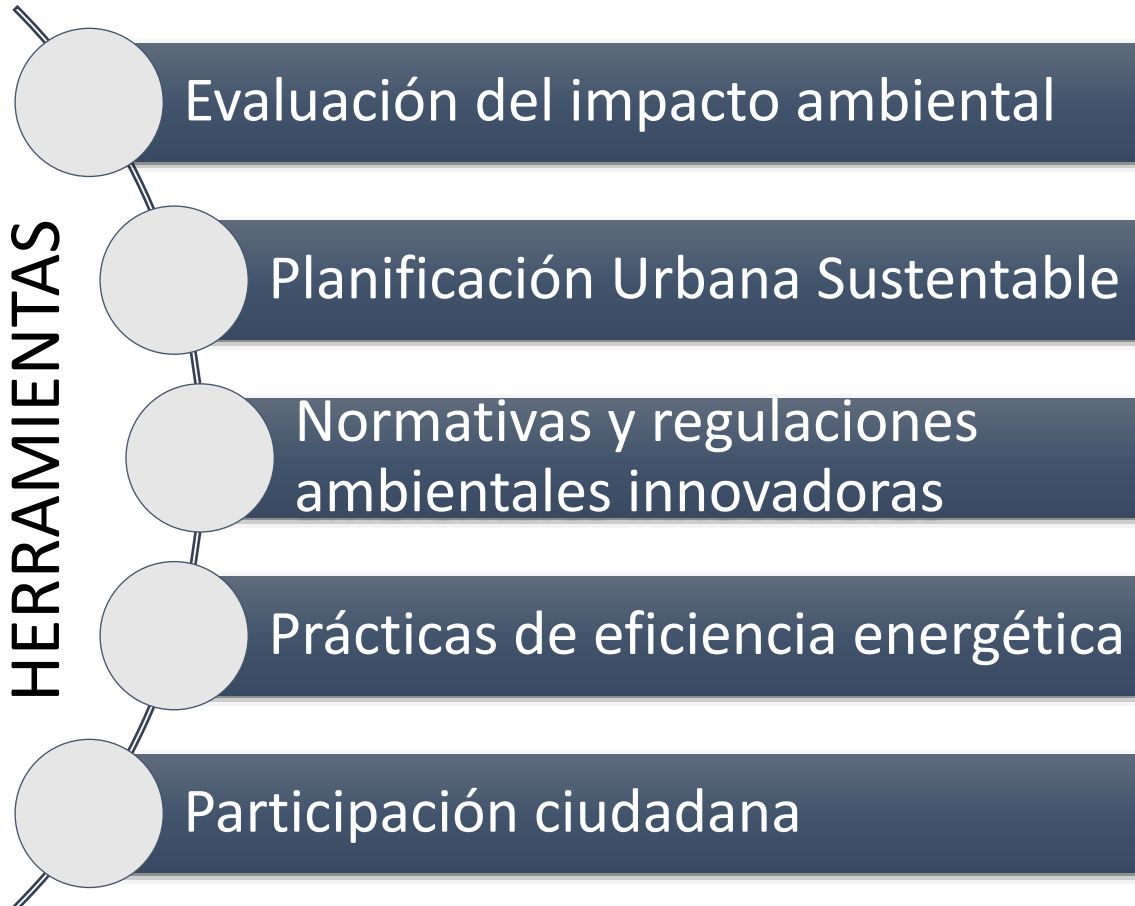 HERRAMIENTAS
Evaluación del impacto ambiental
Planificación Urbana Sustentable
Normativas y regulaciones
ambientales innovadoras
Prácticas de eficiencia energética
Participación ciudadana